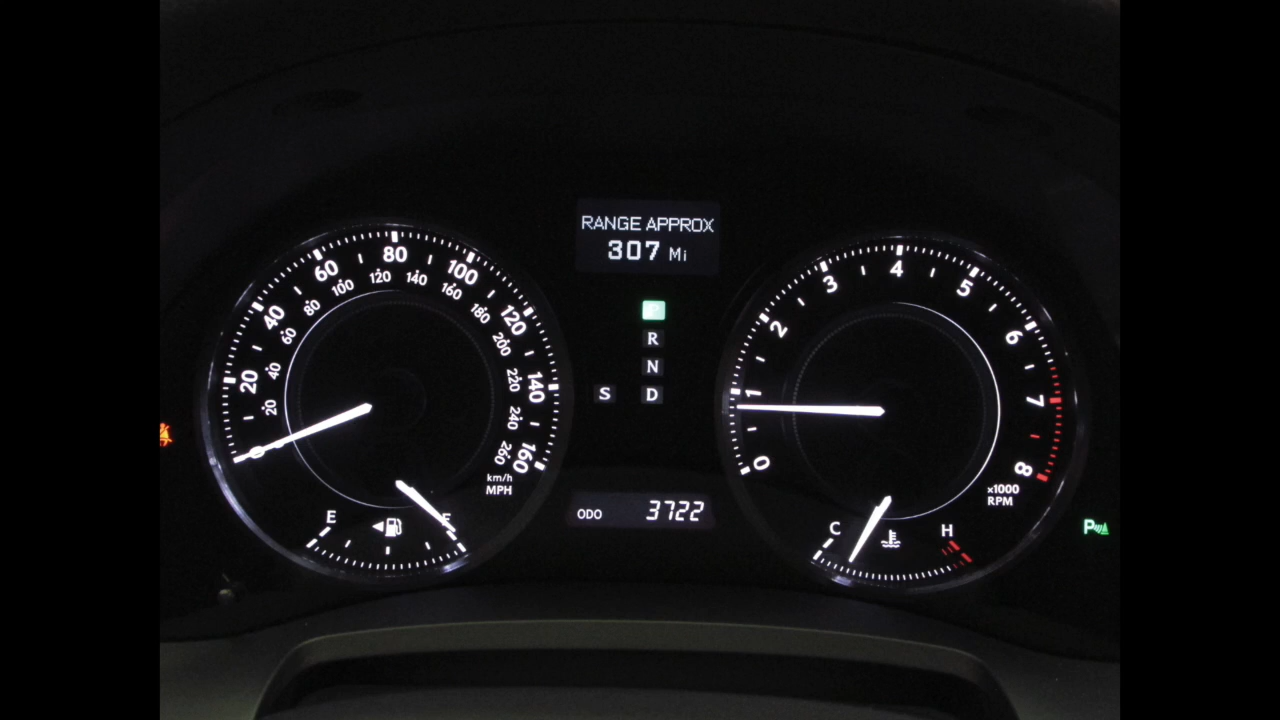 RANGE APPROX
307 Mi
0 20 40 60 80 100 120 140 160
20 40 60 80 100 120 140 160 180 200 220 240 260
km/h
MPH
E F
P
R
N
S D
ODO 3722
0 1 2 3 4 5 6 7 8
x1000
RPM
C H
P